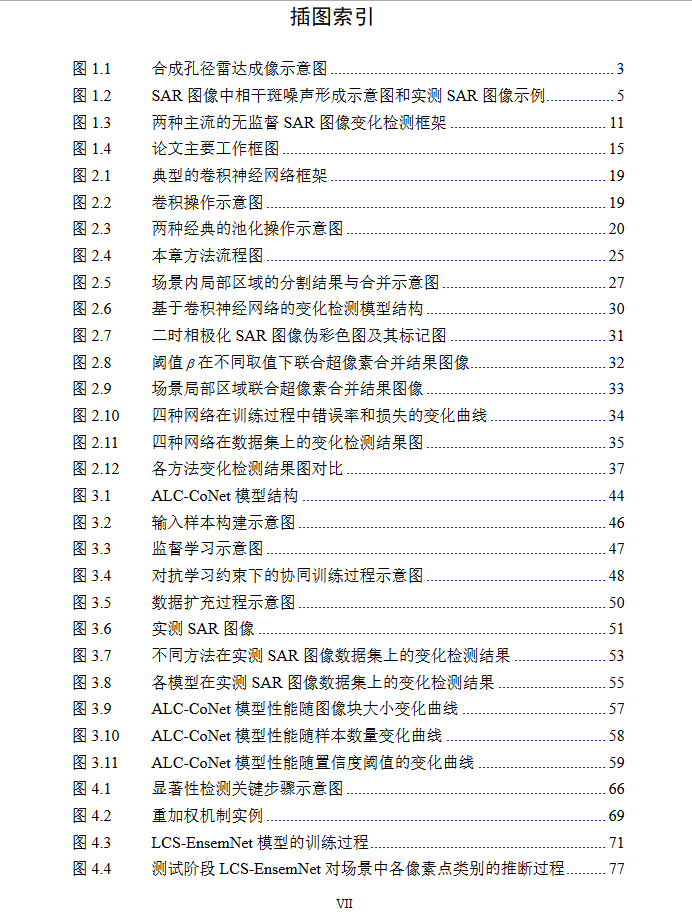 插图索引
图 1.1 合成孔径雷达成像示意图 3
图 1.2 SAR 图像中相干斑噪声形成示意图和实测 SAR 图像示例 5
图 1.3 两种主流的无监督 SAR 图像变化检测框架 11
图 1.4 论文主要工作框图 15
图 2.1 典型的卷积神经网络框架 19
图 2.2 卷积操作示意图 19
图 2.3 两种经典的池化操作示意图 20
图 2.4 本章方法流程图 25
图 2.5 场景内局部区域的分割结果与合并示意图 27
图 2.6 基于卷积神经网络的变化检测模型结构 30
图 2.7 二时相极化 SAR 图像伪彩色图及其标记图 31
图 2.8 阈值 β 在不同取值下联合超像素合并结果图像 32
图 2.9 场景局部区域联合超像素合并结果图像 33
图 2.10 四种网络在训练过程中错误率和损失的变化曲线 34
图 2.11 四种网络在数据集上的变化检测结果图 35
图 2.12 各方法变化检测结果图对比 37
图 3.1 ALC-CoNet 模型结构 44
图 3.2 输入样本构建示意图 46
图 3.3 监督学习示意图 47
图 3.4 对抗学习约束下的协同训练过程示意图 48
图 3.5 数据扩充过程示意图 50
图 3.6 实测 SAR 图像 51
图 3.7 不同方法在实测 SAR 图像数据集上的变化检测结果 53
图 3.8 各模型在实测 SAR 图像数据集上的变化检测结果 55
图 3.9 ALC-CoNet 模型性能随图像块大小变化曲线 57
图 3.10 ALC-CoNet 模型性能随样本数量变化曲线 58
图 3.11 ALC-CoNet 模型性能随置信度阈值的变化曲线 59
图 4.1 显著性检测关键步骤示意图 66
图 4.2 重加权机制实例 69
图 4.3 LCS-EnsemNet 模型的训练过程 71
图 4.4 测试阶段 LCS-EnsemNet 对场景中各像素点类别的推断过程 77
VII